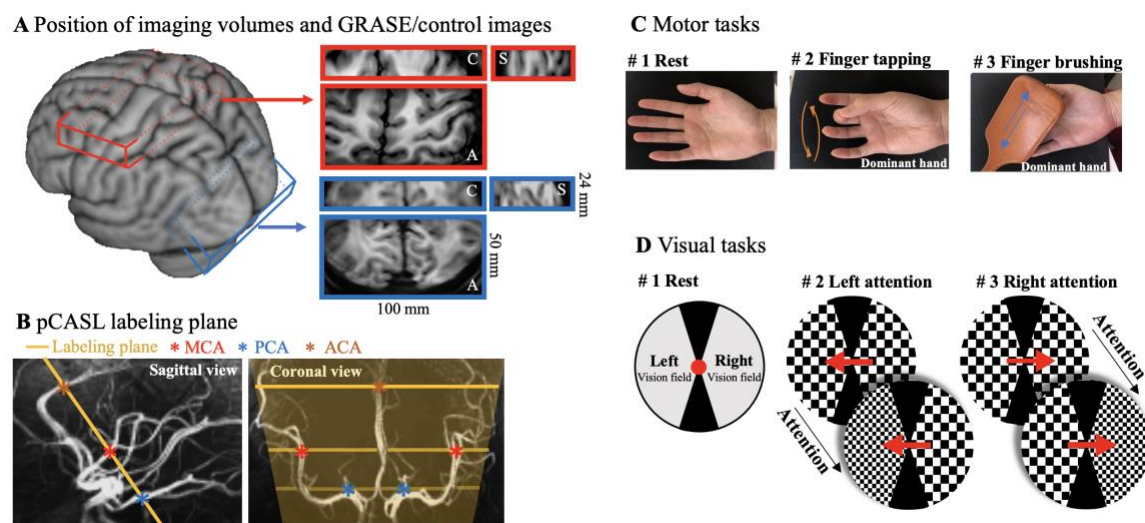 A Position of imaging volumes and GRASE/control images
C
S
A
C
S
24 mm
A
50 mm
100 mm
B pCASL labeling plane
Labeling plane * MCA * PCA * ACA
Sagittal view
Coronal view
C Motor tasks
# 1 Rest
# 2 Finger tapping
# 3 Finger brushing
Dominant hand
Dominant hand
D Visual tasks
# 1 Rest
# 2 Left attention
# 3 Right attention
Left
Vision field
Right
Vision field
Attention
Attention